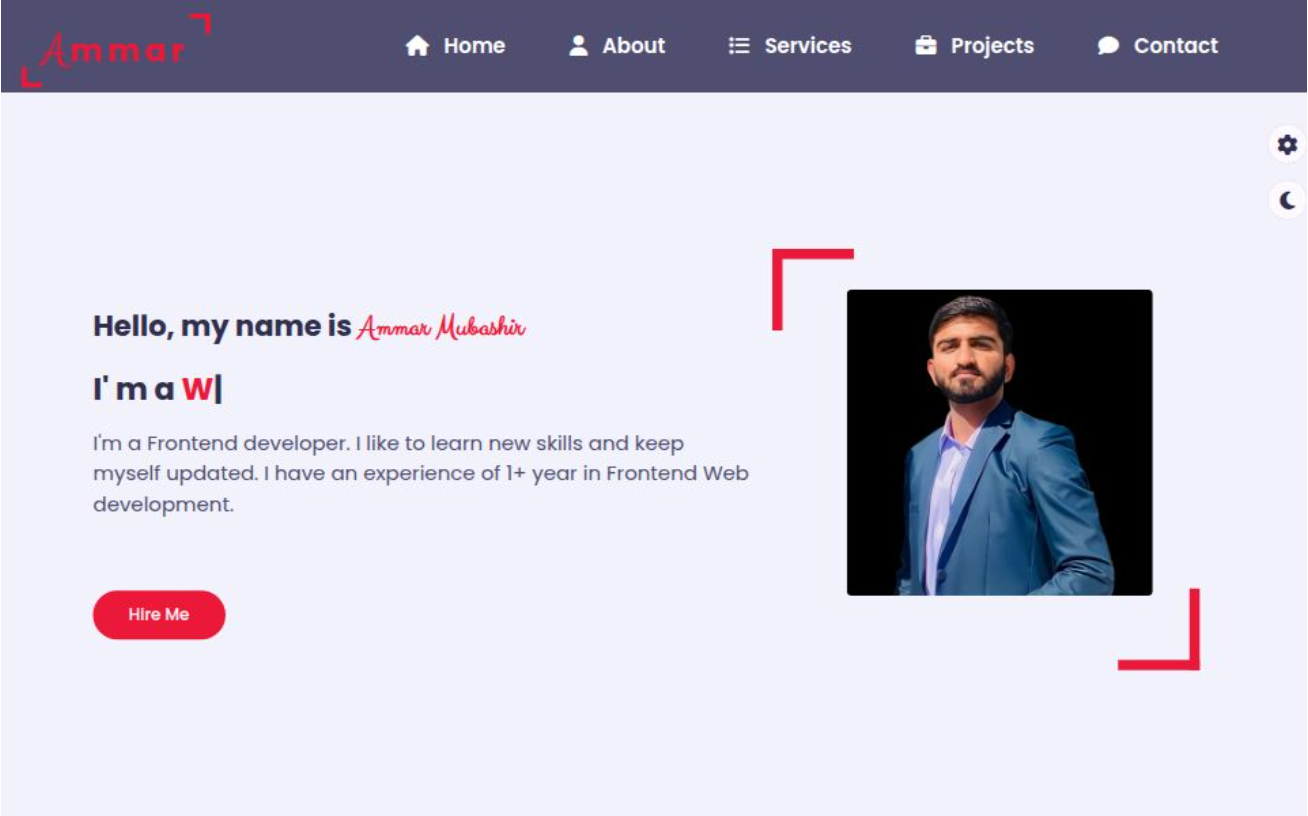 Ammar
Home About Services Projects Contact
Hello, my name is Ammar Mubashir
I' m a W|
I'm a Frontend developer. I like to learn new skills and keep
myself updated. I have an experience of 1+ year in Frontend Web
development.
Hire Me